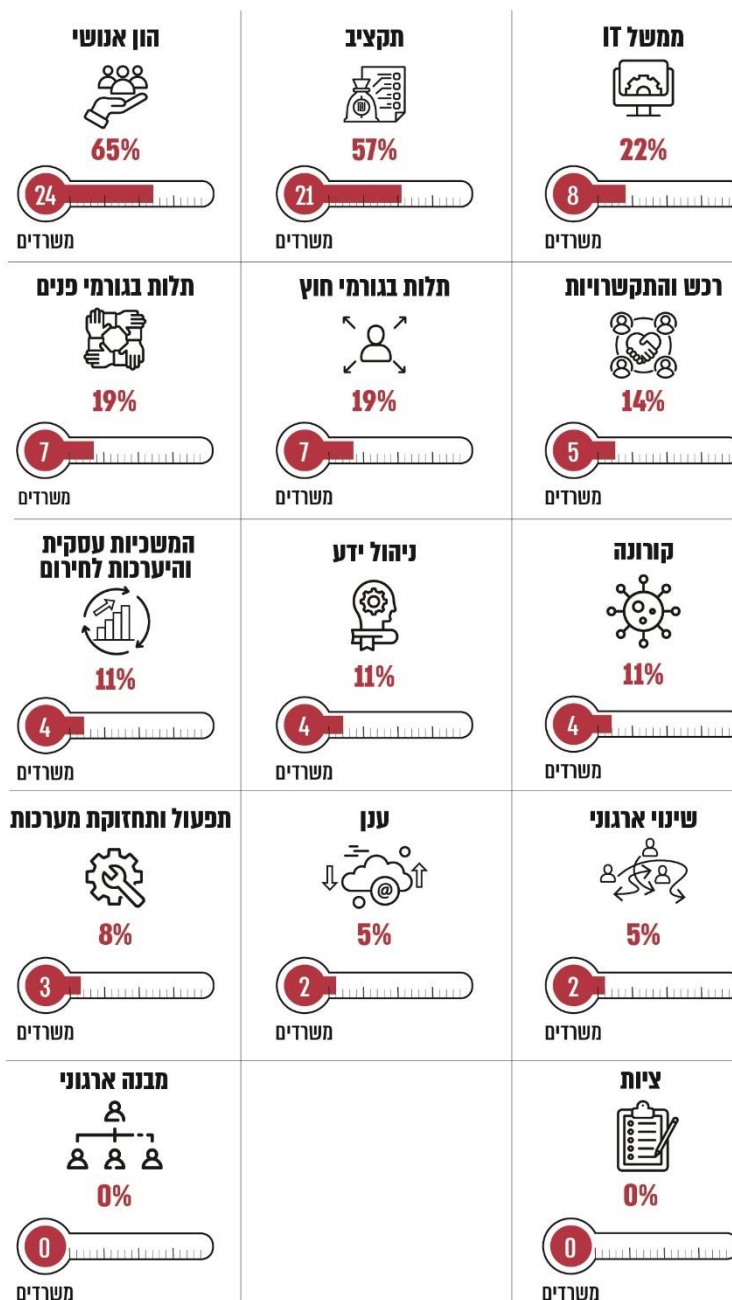 ממשל IT
22%
8
משרדים
תקציב
57%
21
משרדים
הון אנושי
65%
24
משרדים
רכש והתקשרויות
14%
5
משרדים
תלות בגורמי חוץ
19%
7
משרדים
תלות בגורמי פנים
19%
7
משרדים
קורונה
11%
4
משרדים
ניהול ידע
11%
4
משרדים
המשכיות עסקית
והיערכות לחירום
11%
4
משרדים
שינוי ארגוני
5%
2
משרדים
ענן
@
5%
2
משרדים
תפעול ותחזוקת מערכות
8%
3
משרדים
ציות
0%
0
משרדים
מבנה ארגוני
0%
0
משרדים